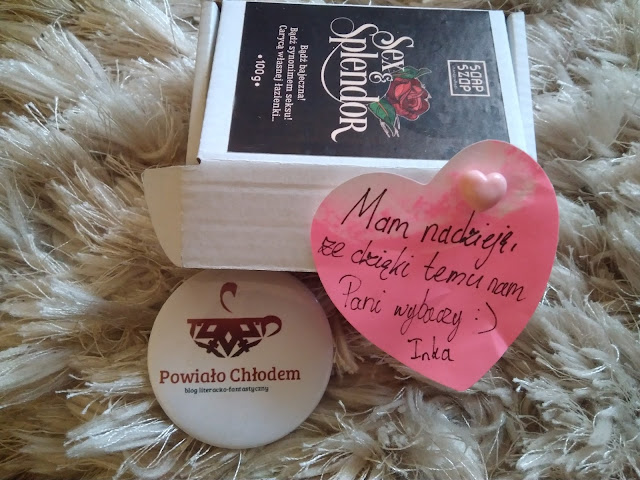 SOAP
SZOP
Sex &
Splendor
Bądź bajeczna!
Bądź synonimem seksu!
Carycą własnej łazienki...
•100g•
Mam nadzieję,
że dzięki temu nam
Pani wybaczy :)
Inka
Powiało Chłodem
blog literacko-fantastyczny